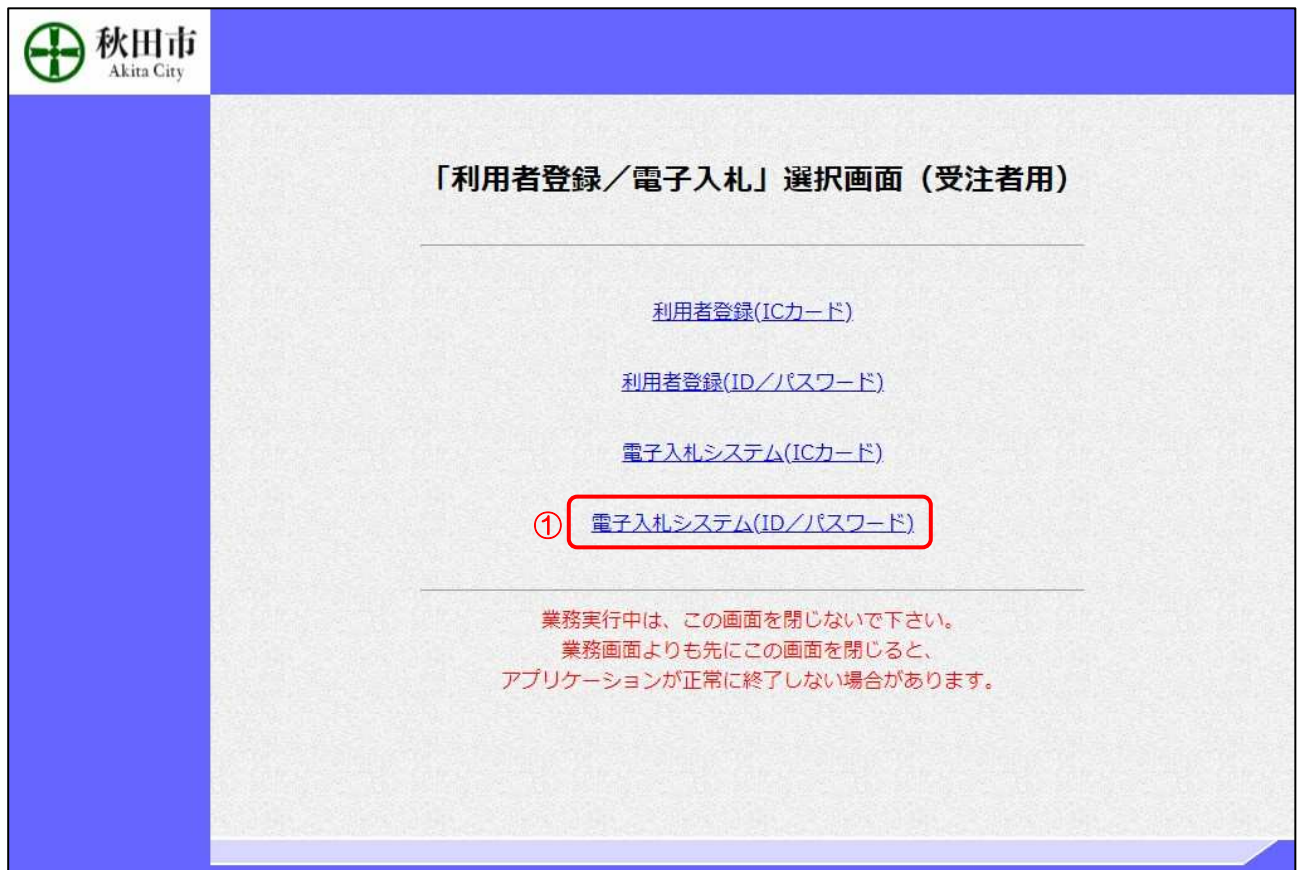 秋田市
Akita City
「利用者登録／電子入札」選択画面（受注者用）
利用者登録(ICカード)
利用者登録(ID／パスワード)
電子入札システム(ICカード)
① 電子入札システム(ID／パスワード)
業務実行中は、この画面を閉じないで下さい。
業務画面よりも先にこの画面を閉じると、
アプリケーションが正常に終了しない場合があります。